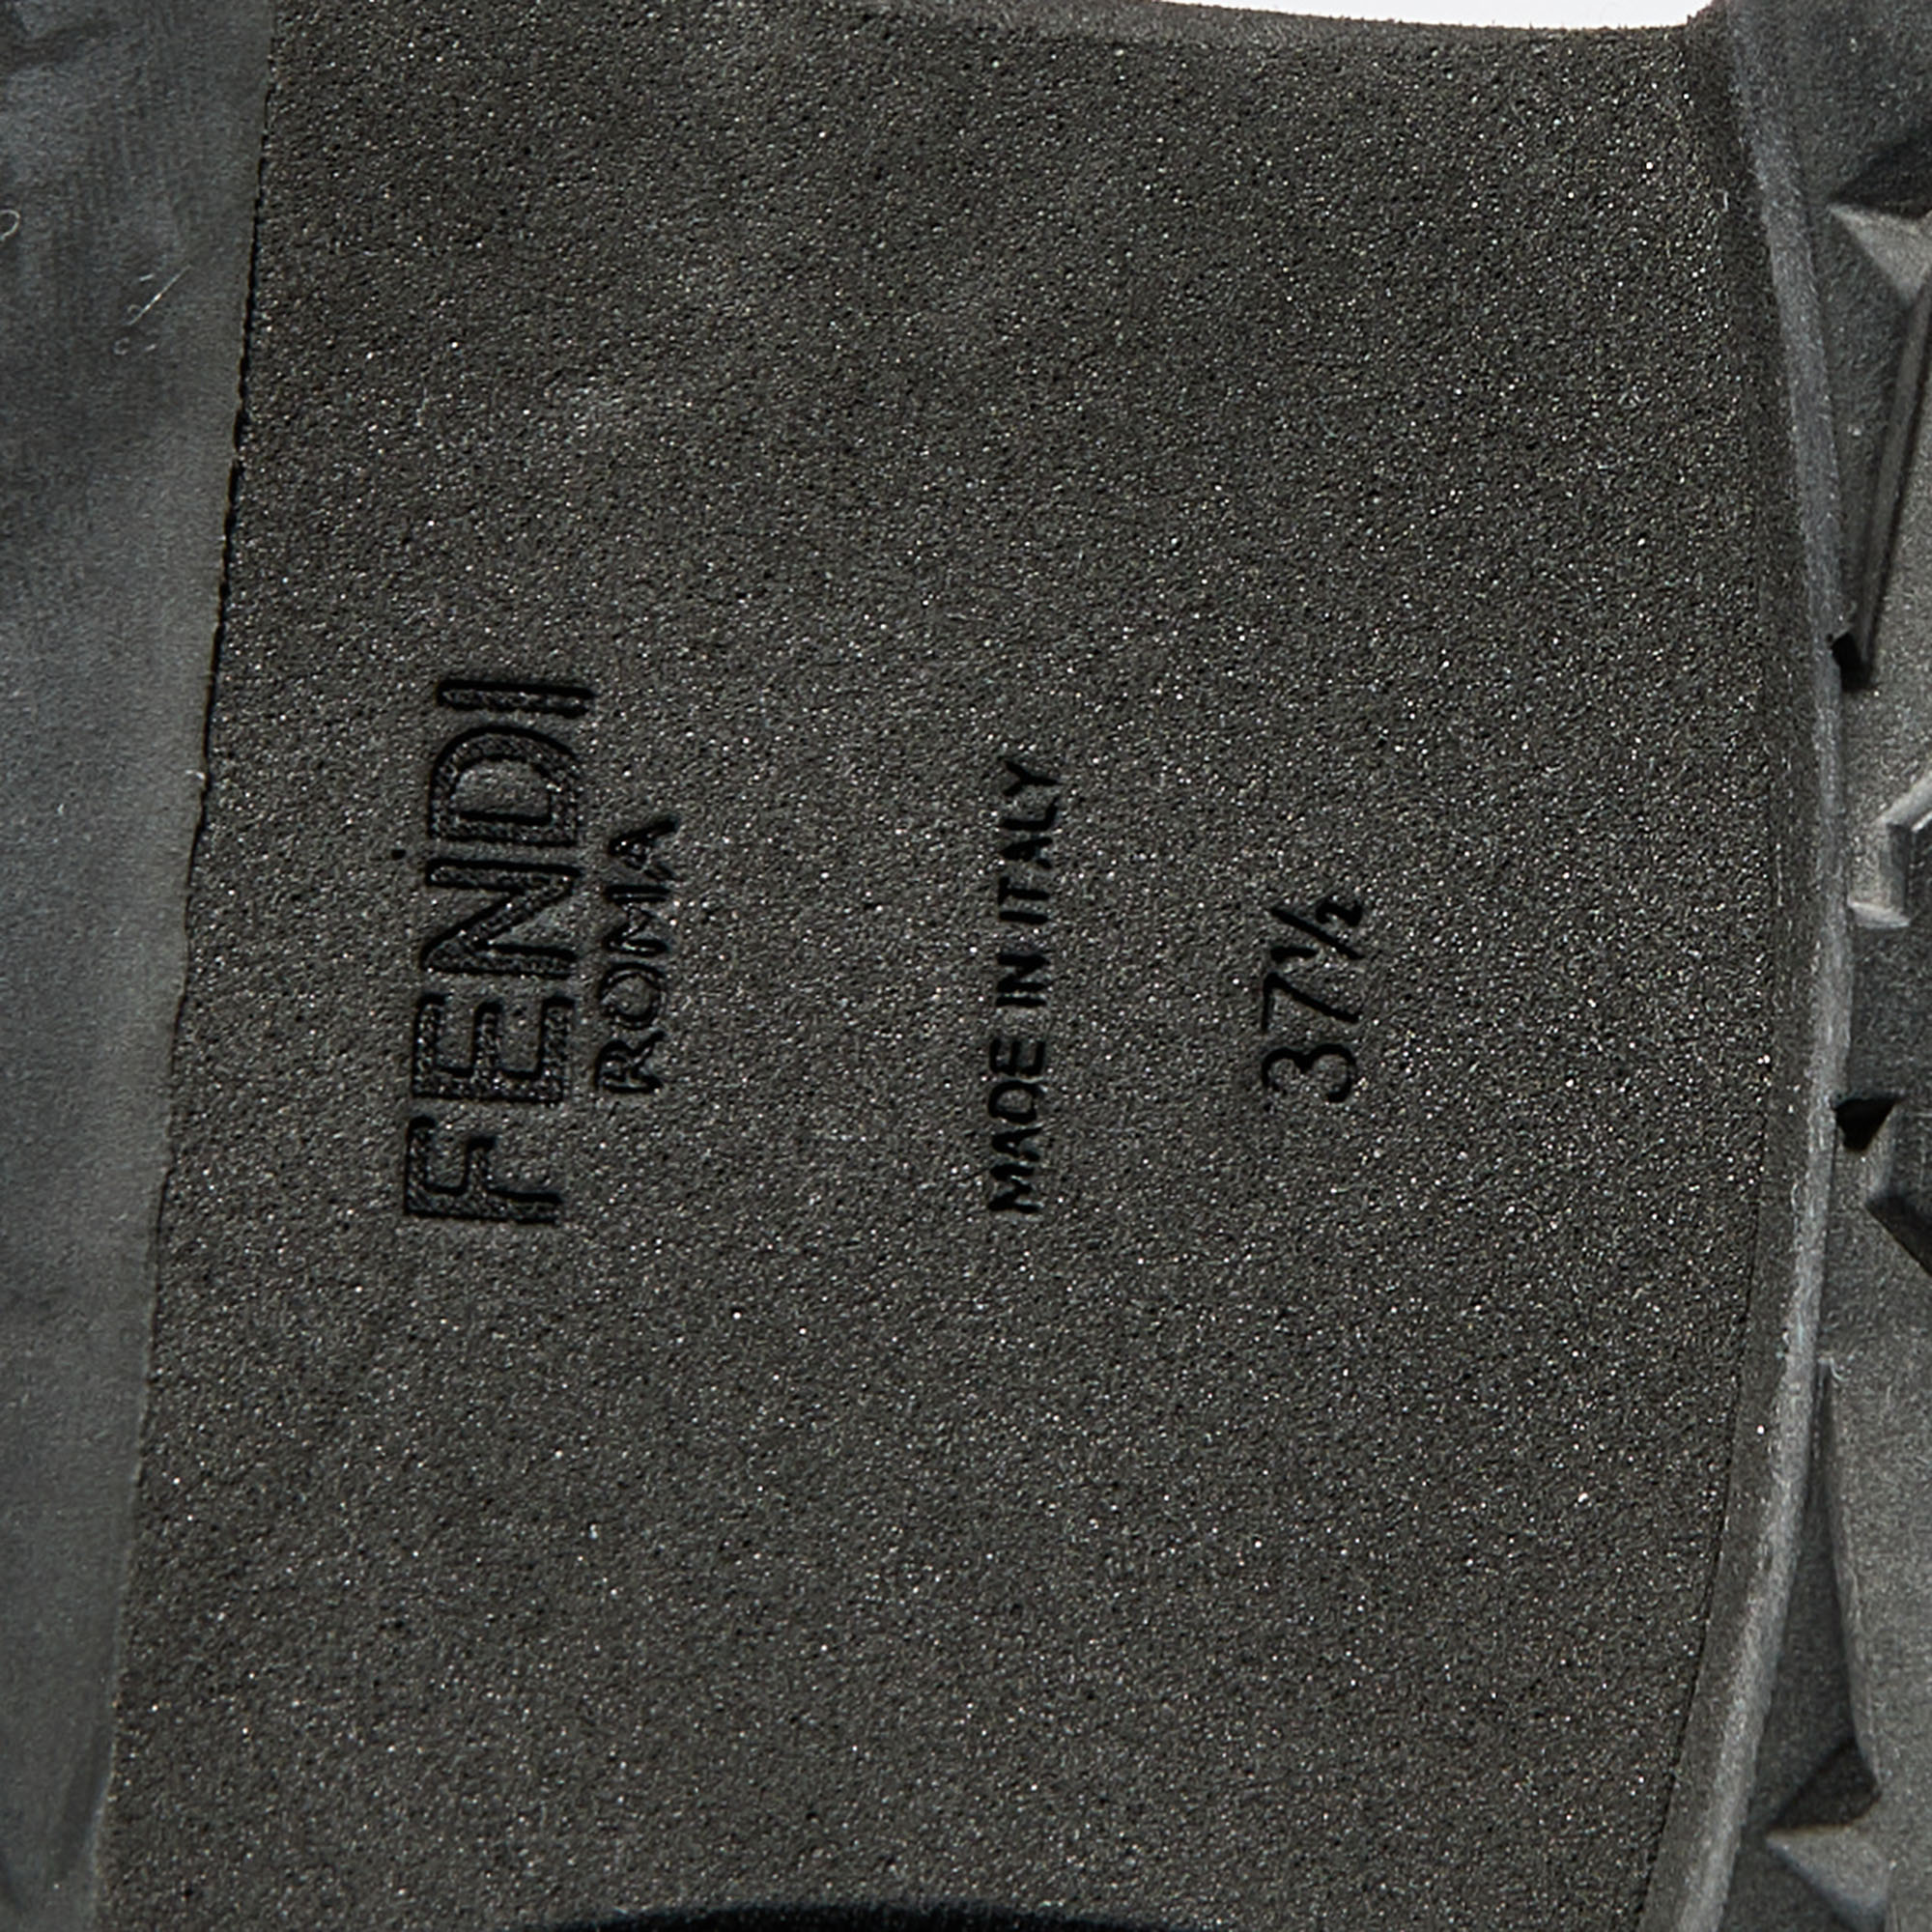 FENDI
ROMA
MADE IN ITALY
37½